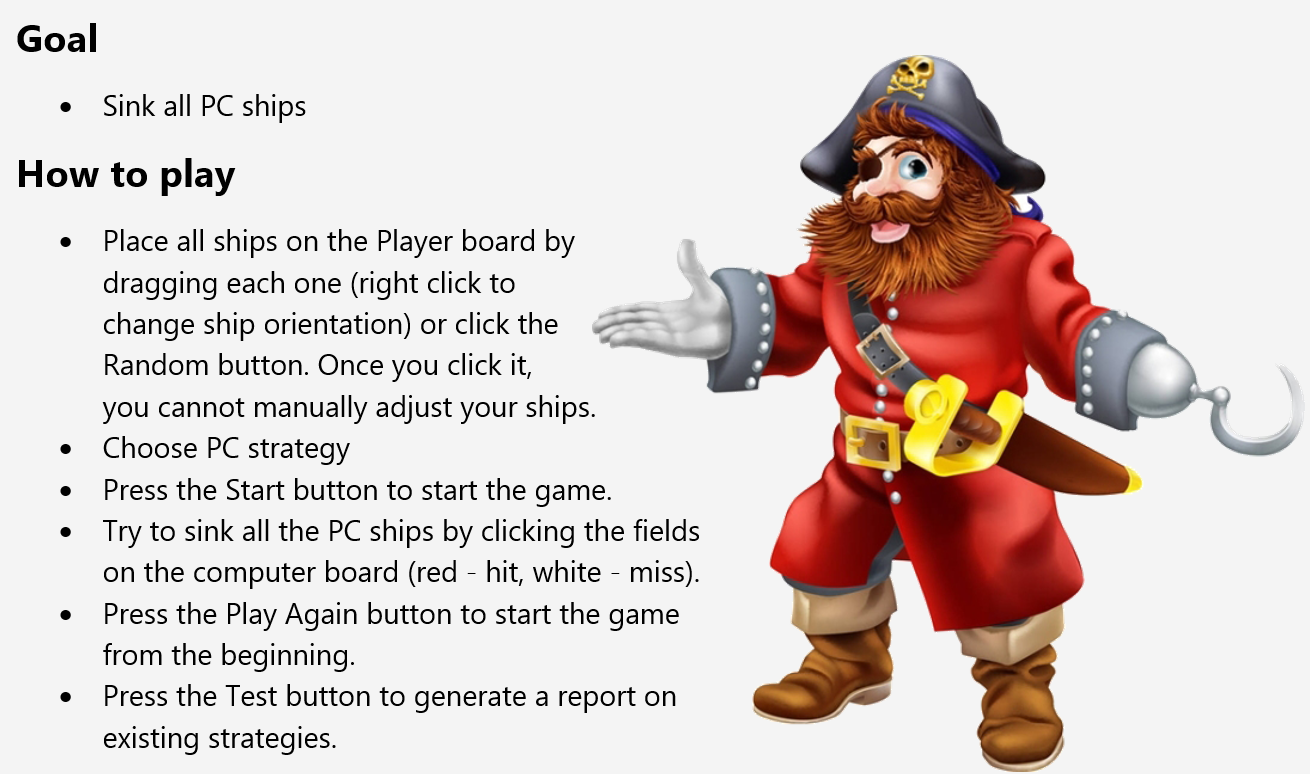 Goal
• Sink all PC ships
How to play
• Place all ships on the Player board by
dragging each one (right click to
change ship orientation) or click the
Random button. Once you click it,
you cannot manually adjust your ships.
• Choose PC strategy
• Press the Start button to start the game.
• Try to sink all the PC ships by clicking the fields
on the computer board (red - hit, white - miss).
• Press the Play Again button to start the game
from the beginning.
• Press the Test button to generate a report on
existing strategies.